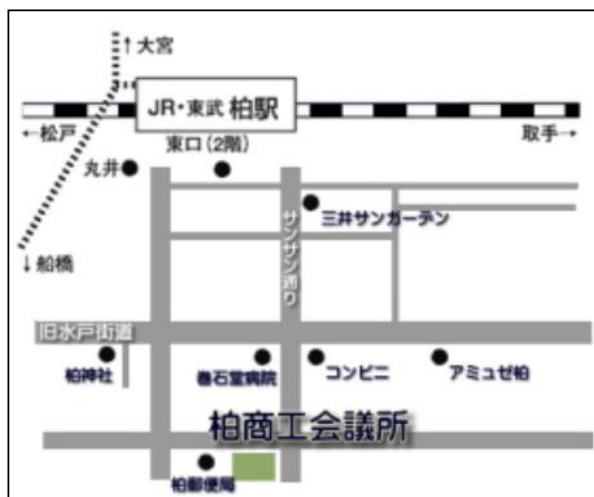 ↑大宮
JR・東武 柏駅
←松戸
取手→
東口(2階)
丸井
三井サンガーデン
サンサン通り
↓船橋
旧水戸街道
柏神社
巻石堂病院
コンビニ
アミュゼ柏
柏商工会議所
柏郵便局